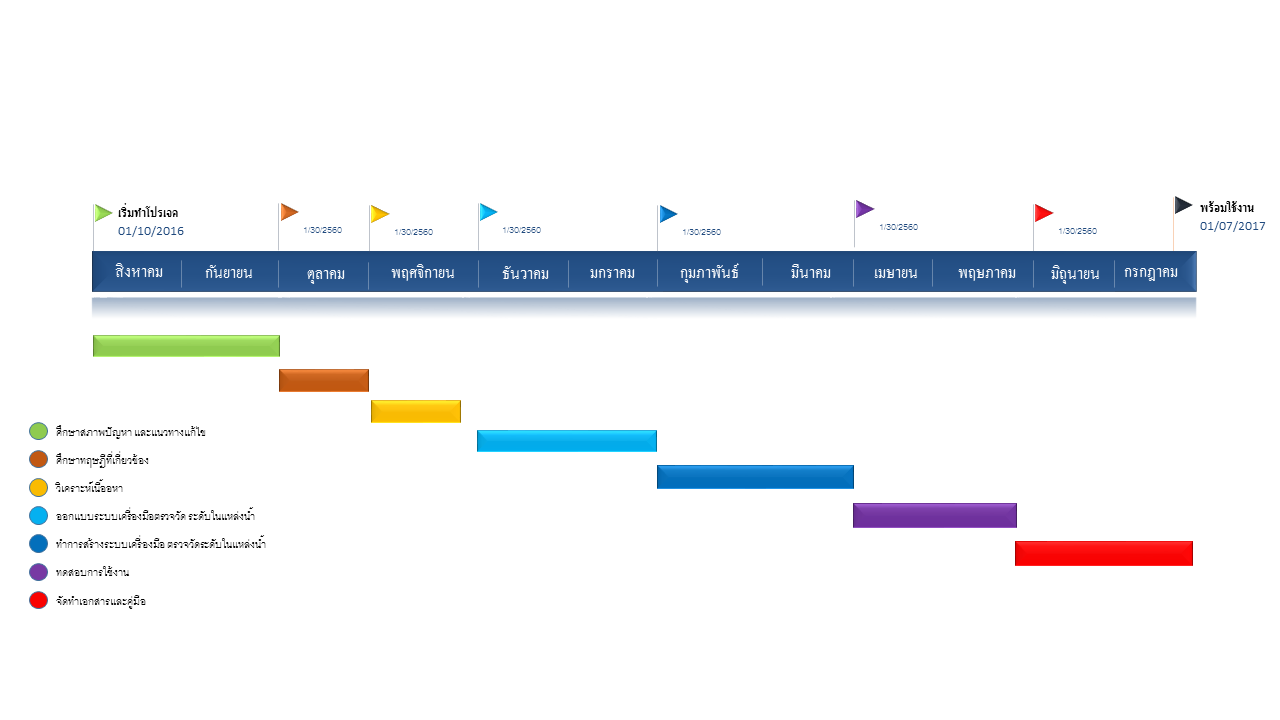 เริ่มทำโปรเจค
01/10/2016
1/30/2560
1/30/2560
1/30/2560
1/30/2560
1/30/2560
1/30/2560
พร้อมใช้งาน
01/07/2017
สิงหาคม กันยายน ตุลาคม พฤศจิกายน ธันวาคม มกราคม กุมภาพันธ์ มีนาคม เมษายน พฤษภาคม มิถุนายน กรกฎาคม
ศึกษาสภาพปัญหา และแนวทางแก้ไข
ศึกษาทฤษฎีที่เกี่ยวข้อง
วิเคราะห์เนื้ออหา
ออกแบบระบบเครื่องมือตรวจวัด ระดับในแหล่งน้ำ
ทำการสร้างระบบเครื่องมือ ตรวจวัดระดับในแหล่งน้ำ
ทดสอบการใช้งาน
จัดทำเอกสารและคู่มือ